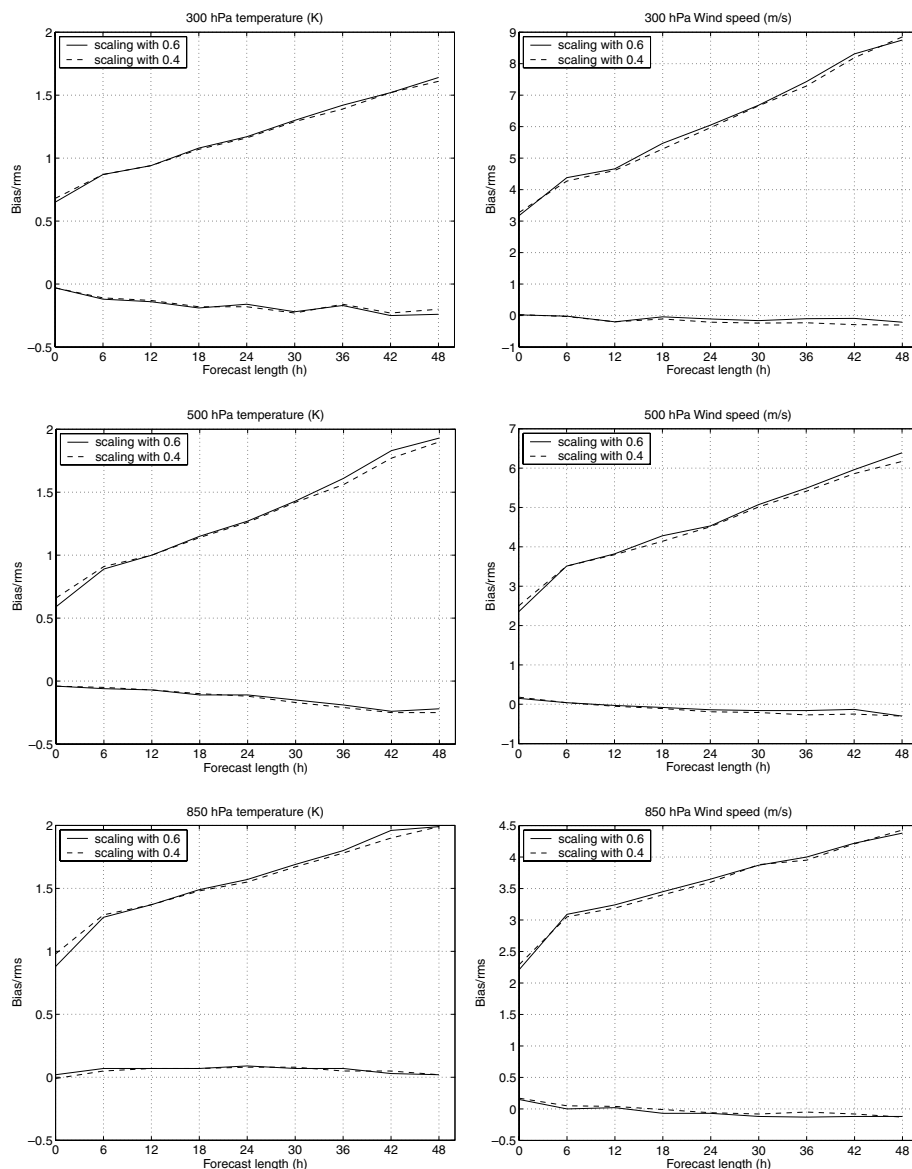 300 hPa temperature (K)
2
1.5
1
0.5
0
−0.5
Bias/rms
scaling with 0.6
scaling with 0.4
0 6 12 18 24 30 36 42 48
Forecast length (h)
300 hPa Wind speed (m/s)
9
8
7
6
5
4
3
2
1
0
−1
Bias/rms
scaling with 0.6
scaling with 0.4
0 6 12 18 24 30 36 42 48
Forecast length (h)
500 hPa temperature (K)
2
1.5
1
0.5
0
−0.5
Bias/rms
scaling with 0.6
scaling with 0.4
0 6 12 18 24 30 36 42 48
Forecast length (h)
500 hPa Wind speed (m/s)
7
6
5
4
3
2
1
0
−1
Bias/rms
scaling with 0.6
scaling with 0.4
0 6 12 18 24 30 36 42 48
Forecast length (h)
850 hPa temperature (K)
2
1.5
1
0.5
0
−0.5
Bias/rms
scaling with 0.6
scaling with 0.4
0 6 12 18 24 30 36 42 48
Forecast length (h)
850 hPa Wind speed (m/s)
4.5
4
3.5
3
2.5
2
1.5
1
0.5
0
−0.5
Bias/rms
scaling with 0.6
scaling with 0.4
0 6 12 18 24 30 36 42 48
Forecast length (h)